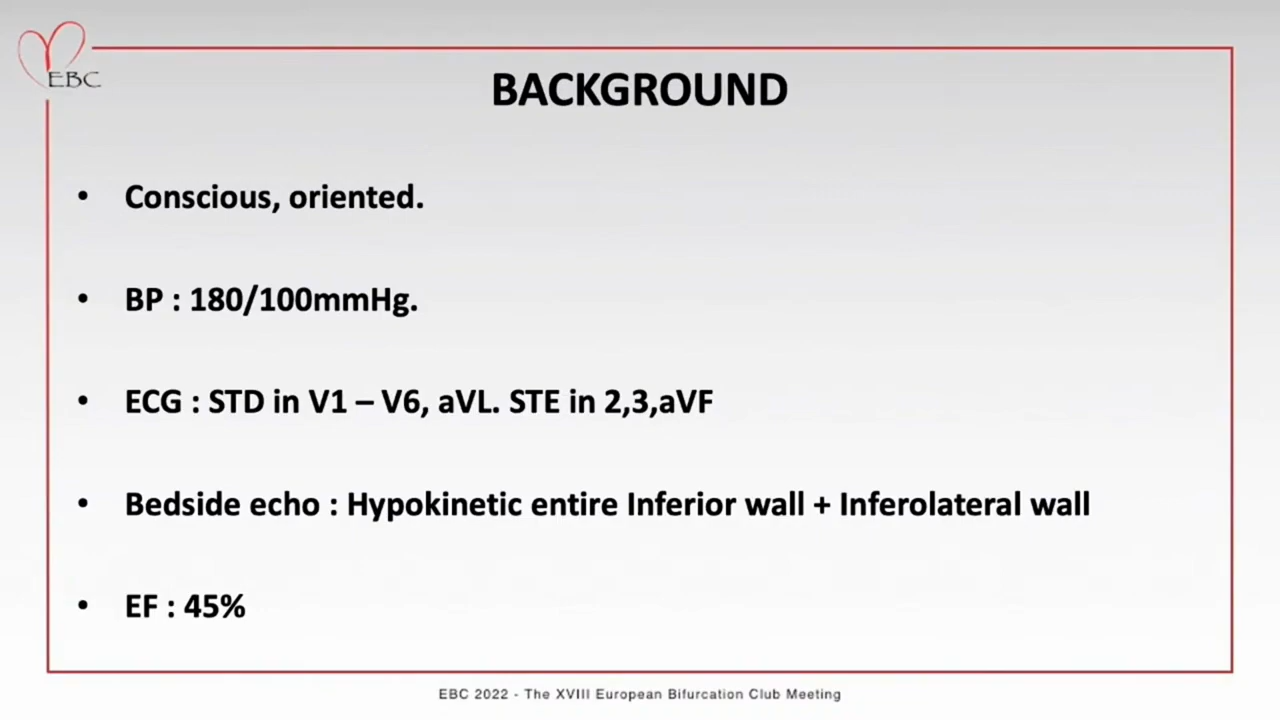 EBC
BACKGROUND
• Conscious, oriented.
• BP : 180/100mmHg.
• ECG : STD in V1 – V6, aVL. STE in 2,3,aVF
• Bedside echo : Hypokinetic entire Inferior wall + Inferolateral wall
• EF : 45%
EBC 2022 - The XVIII European Bifurcation Club Meeting